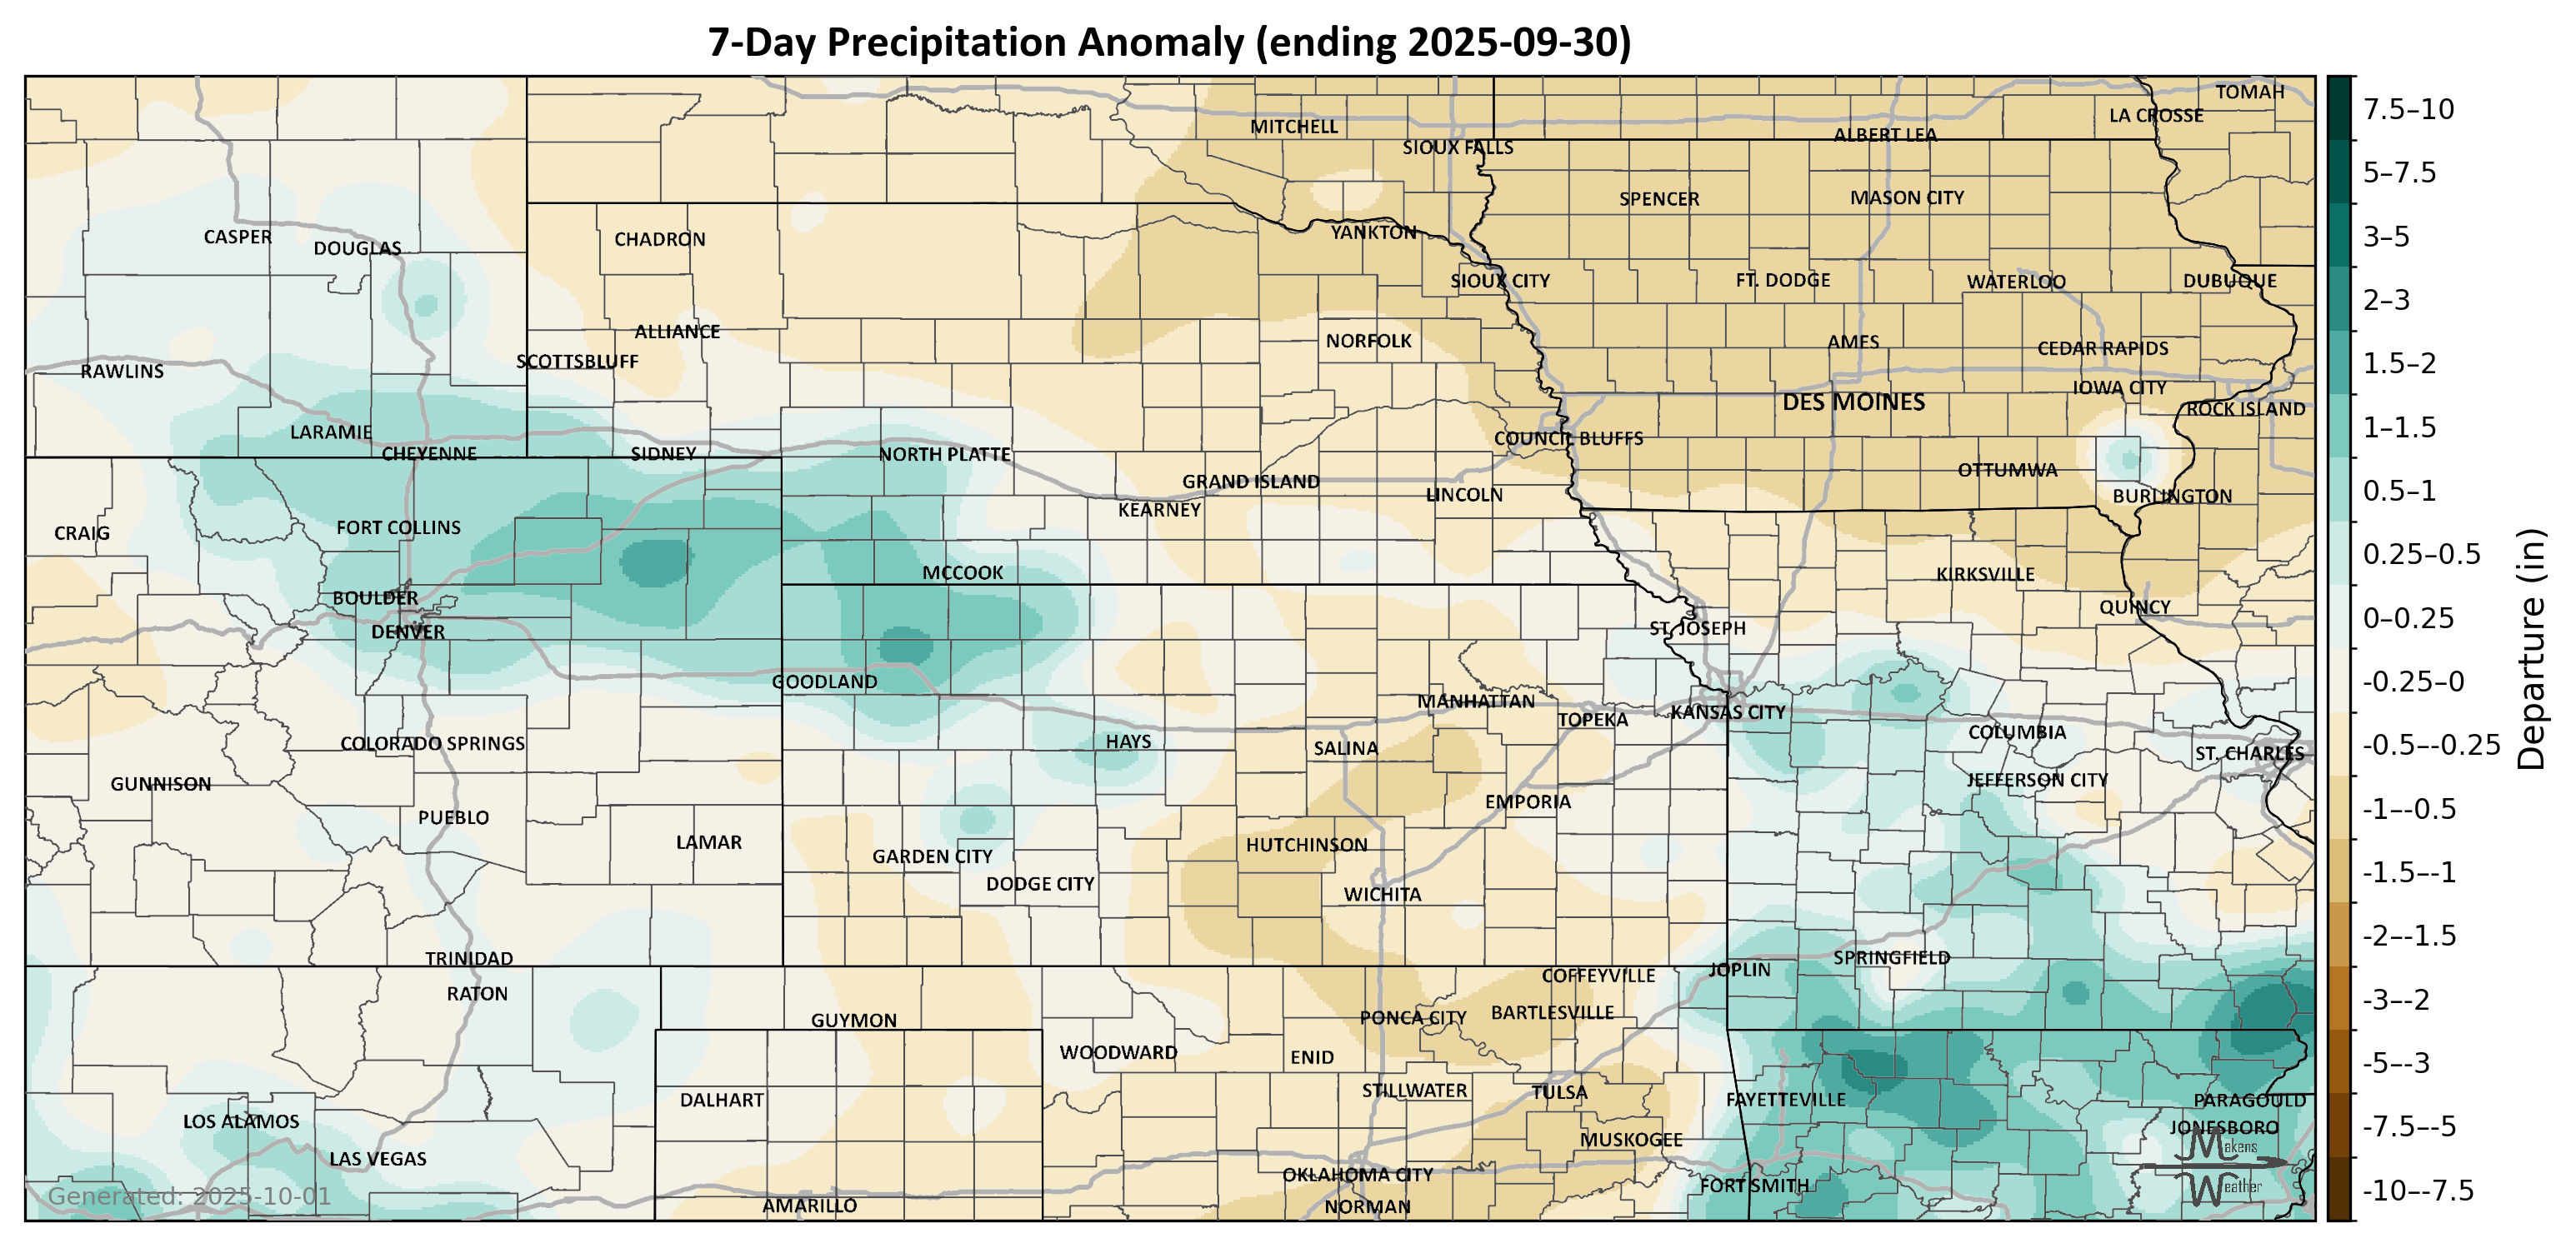 7-Day Precipitation Anomaly (ending 2025-09-30)
TOMAH
LA CROSSE
MITCHELL
ALBERT LEA
SIOUX FALLS
SPENCER
MASON CITY
CASPER
DOUGLAS
CHADRON
YANKTON
SIOUX CITY
FT. DODGE
WATERLOO
DUBUQUE
ALLIANCE
NORFOLK
AMES
CEDAR RAPIDS
SCOTTSBLUFF
RAWLINS
IOWA CITY
DES MOINES
ROCK ISLAND
LARAMIE
CHEYENNE
SIDNEY
NORTH PLATTE
COUNCIL BLUFFS
OTTUMWA
GRAND ISLAND
LINCOLN
BURLINGTON
KEARNEY
CRAIG
FORT COLLINS
MCCOOK
KIRKSVILLE
BOULDER
QUINCY
DENVER
ST. JOSEPH
GOODLAND
MANHATTAN
TOPEKA
KANSAS CITY
COLUMBIA
COLORADO SPRINGS
HAYS
SALINA
ST. CHARLES
GUNNISON
JEFFERSON CITY
EMPORIA
PUEBLO
LAMAR
HUTCHINSON
GARDEN CITY
DODGE CITY
WICHITA
TRINIDAD
SPRINGFIELD
JOPLIN
COFFEYVILLE
RATON
GUYMON
PONCA CITY
BARTLESVILLE
WOODWARD
ENID
STILLWATER
TULSA
DALHART
FAYETTEVILLE
PARAGOULD
LOS ALAMOS
JONESBORO
MUSKOGEE
LAS VEGAS
OKLAHOMA CITY
FORT SMITH
AMARILLO
NORMAN
Generated: 2025-10-01
Makens
Weather
7.5–10
5–7.5
3–5
2–3
1.5–2
1–1.5
0.5–1
0.25–0.5
0–0.25
-0.25–0
-0.5–-0.25
-1–-0.5
-1.5–-1
-2–-1.5
-3–-2
-5–-3
-7.5–-5
-10–-7.5
Departure (in)